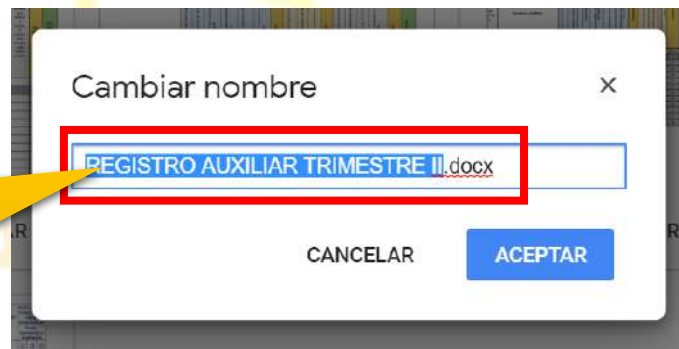 Cambiar nombre
REGISTRO AUXILIAR TRIMESTRE II.docx
CANCELAR
ACEPTAR